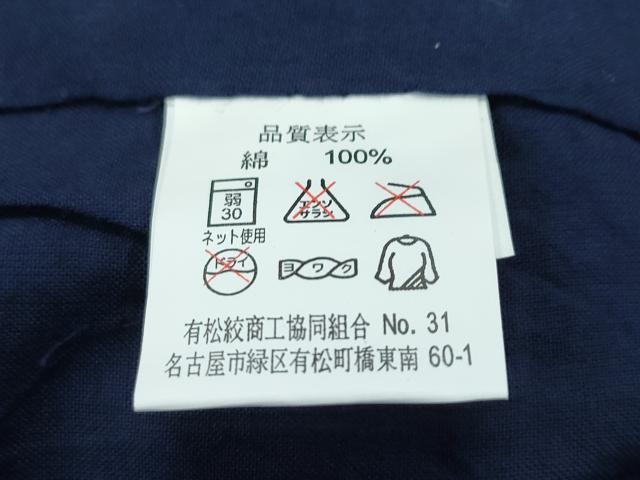 品質表示
綿 100%
弱
30
エンソ
サラシ
ネット使用
ドライ
ヨワク
有松絞商工協同組合 No. 31
名古屋市緑区有松町橋東南 60-1